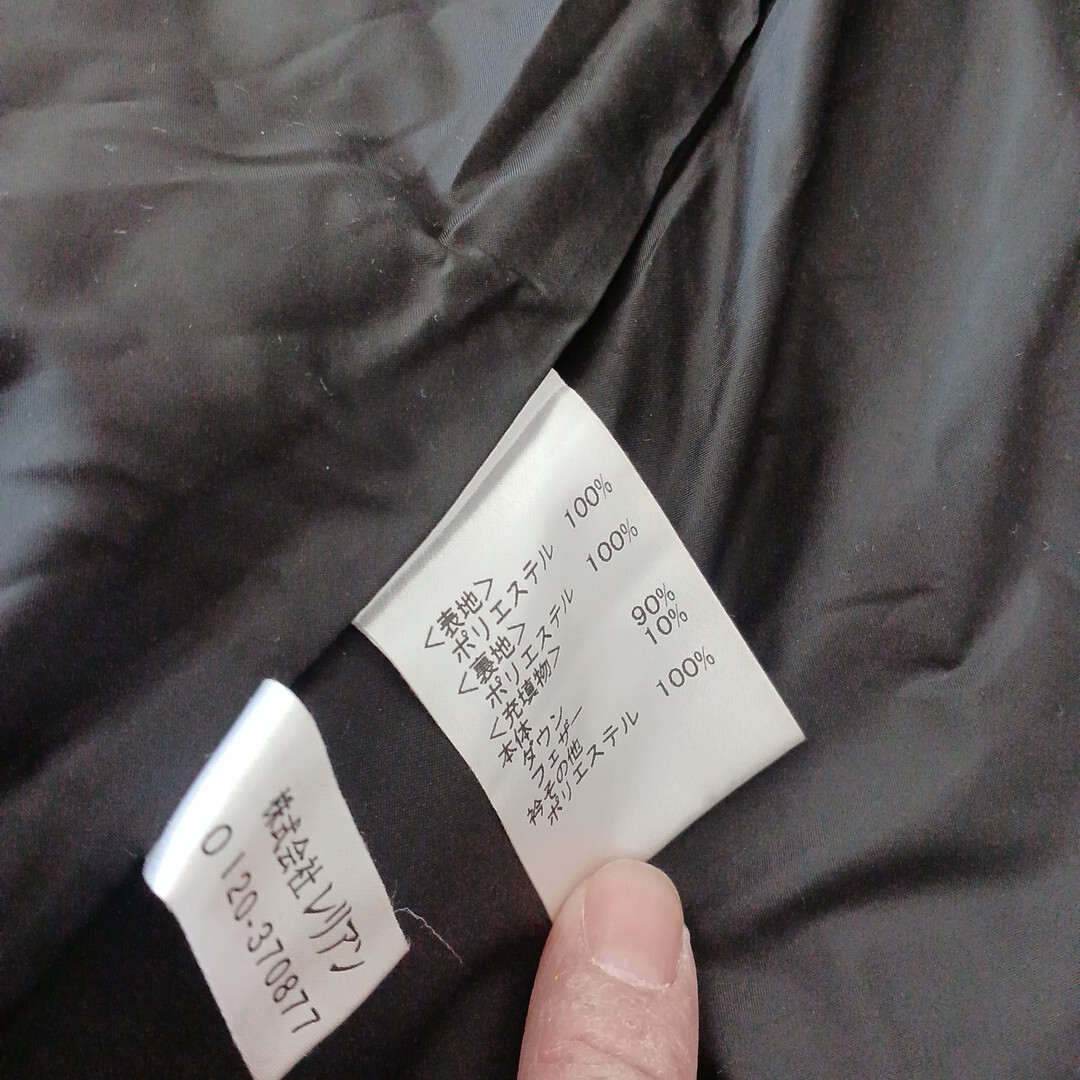 <表地>
ポリエステル 100%
<裏地>
ポリエステル 100%
<充填物>
本体
ダウン 90%
フェザー 10%
衿その他
ポリエステル 100%
株式会社レリアン
0120-370877